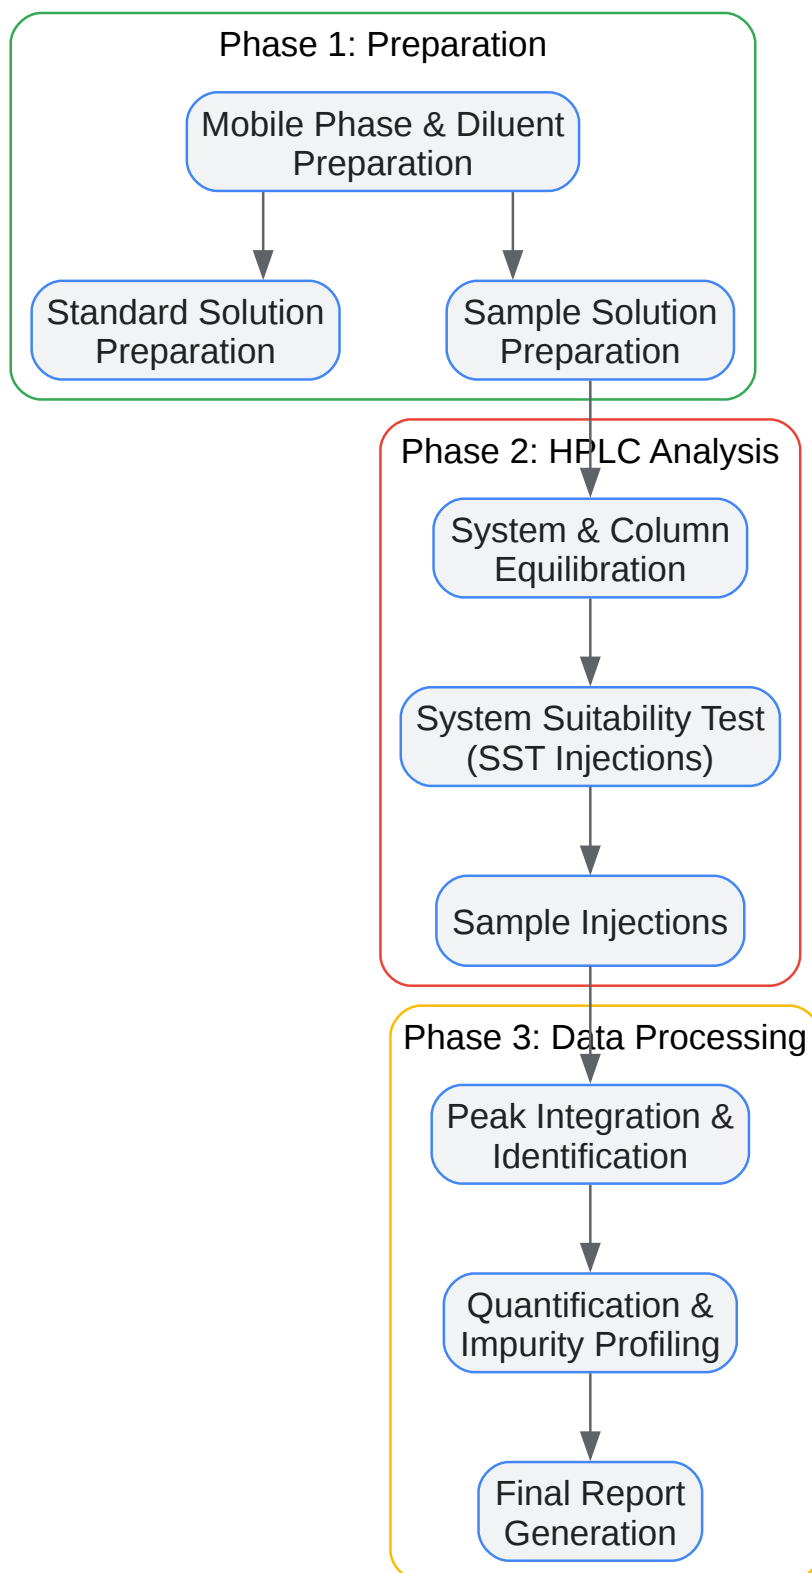 Phase 1: Preparation
Mobile Phase & Diluent
Preparation
Standard Solution
Preparation
Sample Solution
Preparation
Phase 2: HPLC Analysis
System & Column
Equilibration
System Suitability Test
(SST Injections)
Sample Injections
Phase 3: Data Processing
Peak Integration &
Identification
Quantification &
Impurity Profiling
Final Report
Generation